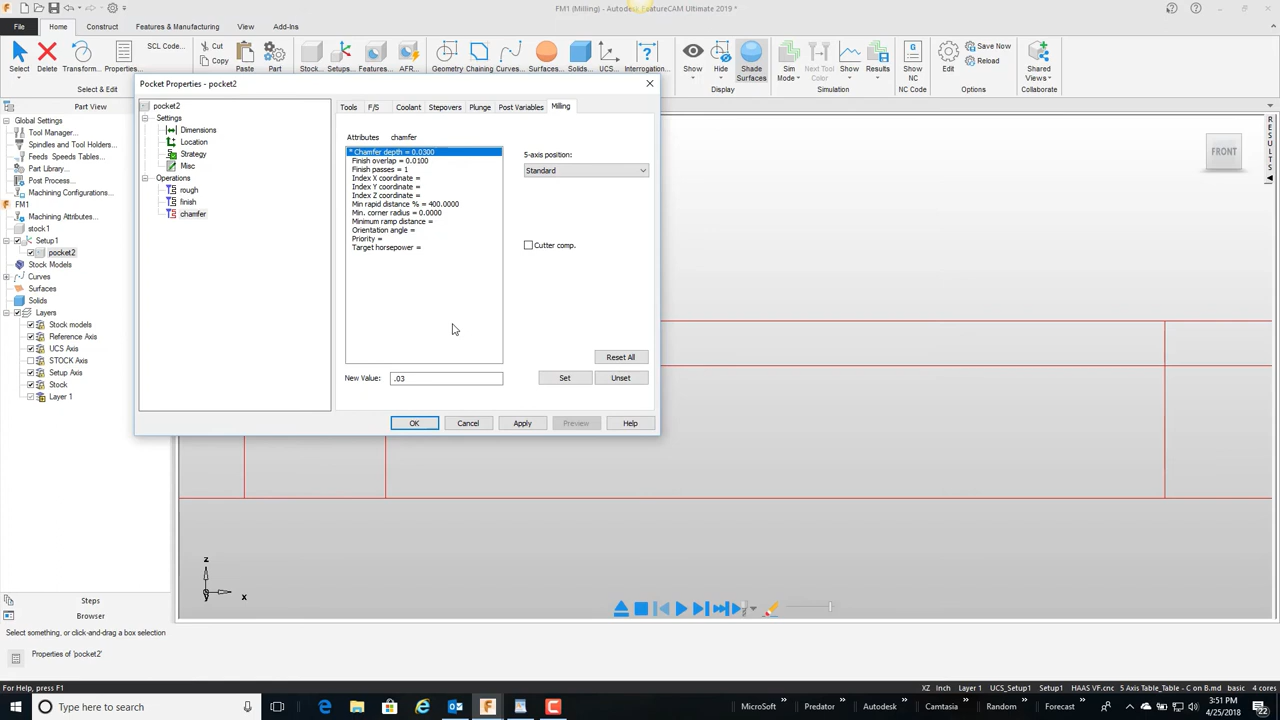 FM1 (Milling) - Autodesk FeatureCAM Ultimate 2019 *
File Home Construct Features & Manufacturing View Add-Ins
Select Delete Transform... Properties... SCL Code... Cut Copy Paste Part Stock... Setups... Features... AFR... Geometry Chaining Curves... Surfaces... Solids... UCS... Interrogation... Show Hide Shade Surfaces Sim Mode Next Tool Color Show Results Show NC Edit Save Now Reload Shared Views
Select & Edit Display Simulation NC Code Options Collaborate
Part View
Global Settings
Tool Manager...
Spindles and Tool Holders...
Feeds Speeds Tables...
Part Library...
Post Process...
Machining Configurations...
FM1
Machining Attributes...
stock1
Setup1
pocket2
Stock Models
Curves
Surfaces
Solids
Layers
Stock models
Reference Axis
UCS Axis
STOCK Axis
Setup Axis
Stock
Layer 1
Steps
Browser
Pocket Properties - pocket2
pocket2
Settings
Dimensions
Location
Strategy
Misc
Operations
rough
finish
chamfer
Tools F/S Coolant Stepovers Plunge Post Variables Milling
Attributes chamfer
* Chamfer depth = 0.0300
Finish overlap = 0.0100
Finish passes = 1
Index X coordinate =
Index Y coordinate =
Index Z coordinate =
Min rapid distance % = 400.0000
Min. corner radius = 0.0000
Minimum ramp distance =
Orientation angle =
Priority =
Target horsepower =
5-axis position:
Standard
Cutter comp.
Reset All
New Value: .03 Set Unset
OK Cancel Apply Preview Help
FRONT
RESULTS
z
y x
Select something, or click-and-drag a box selection
Properties of 'pocket2'
For Help, press F1 XZ Inch Layer 1 UCS_Setup1 Setup1 HAAS VF.cnc 5 Axis Table_Table - C on B.md basic 4 cores
Type here to search MicroSoft Predator Autodesk Camtasia Random Forecast 3:51 PM
4/25/2018 22